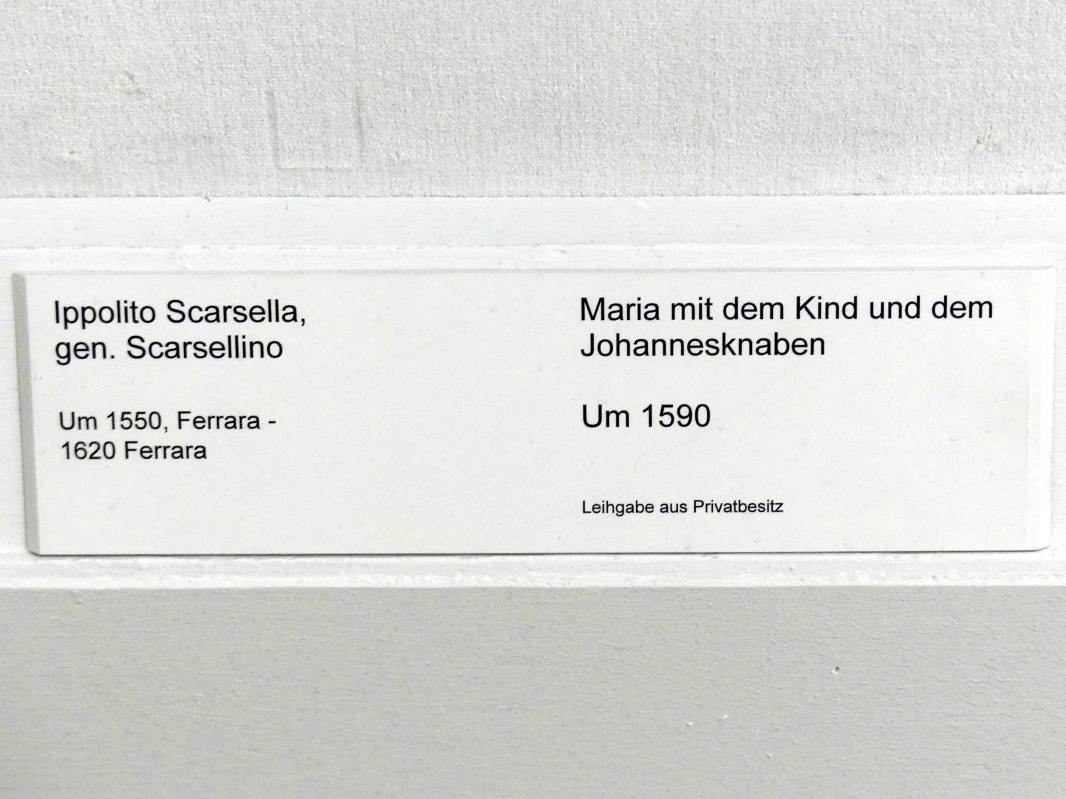 Ippolito Scarsella,
gen. Scarsellino
Um 1550, Ferrara -
1620 Ferrara
Maria mit dem Kind und dem
Johannesknaben
Um 1590
Leihgabe aus Privatbesitz